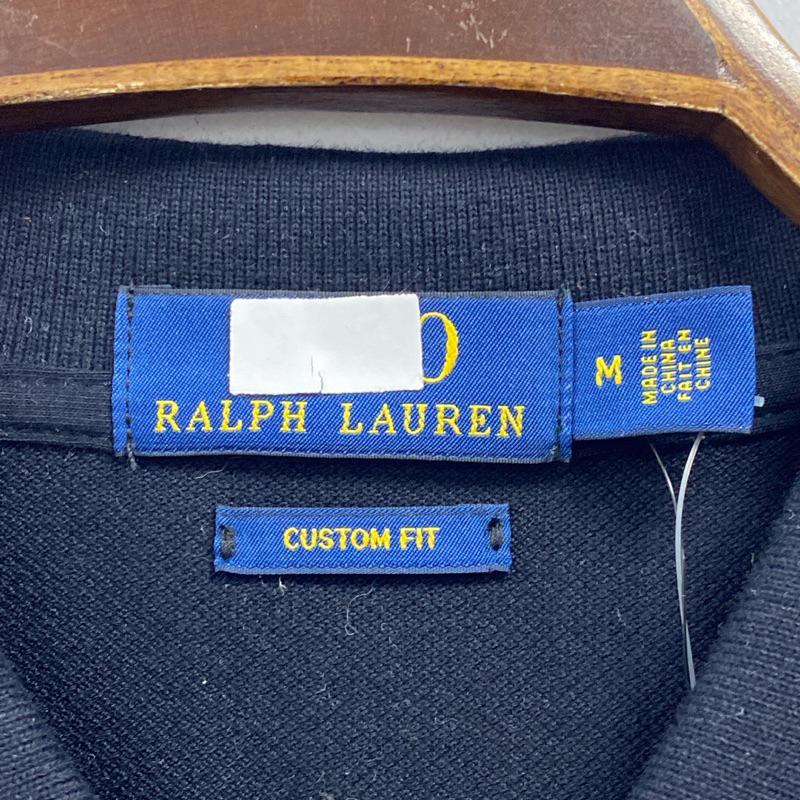 RALPH LAUREN
M
MADE IN
CHINA
FAIT EN
CHINE
CUSTOM FIT